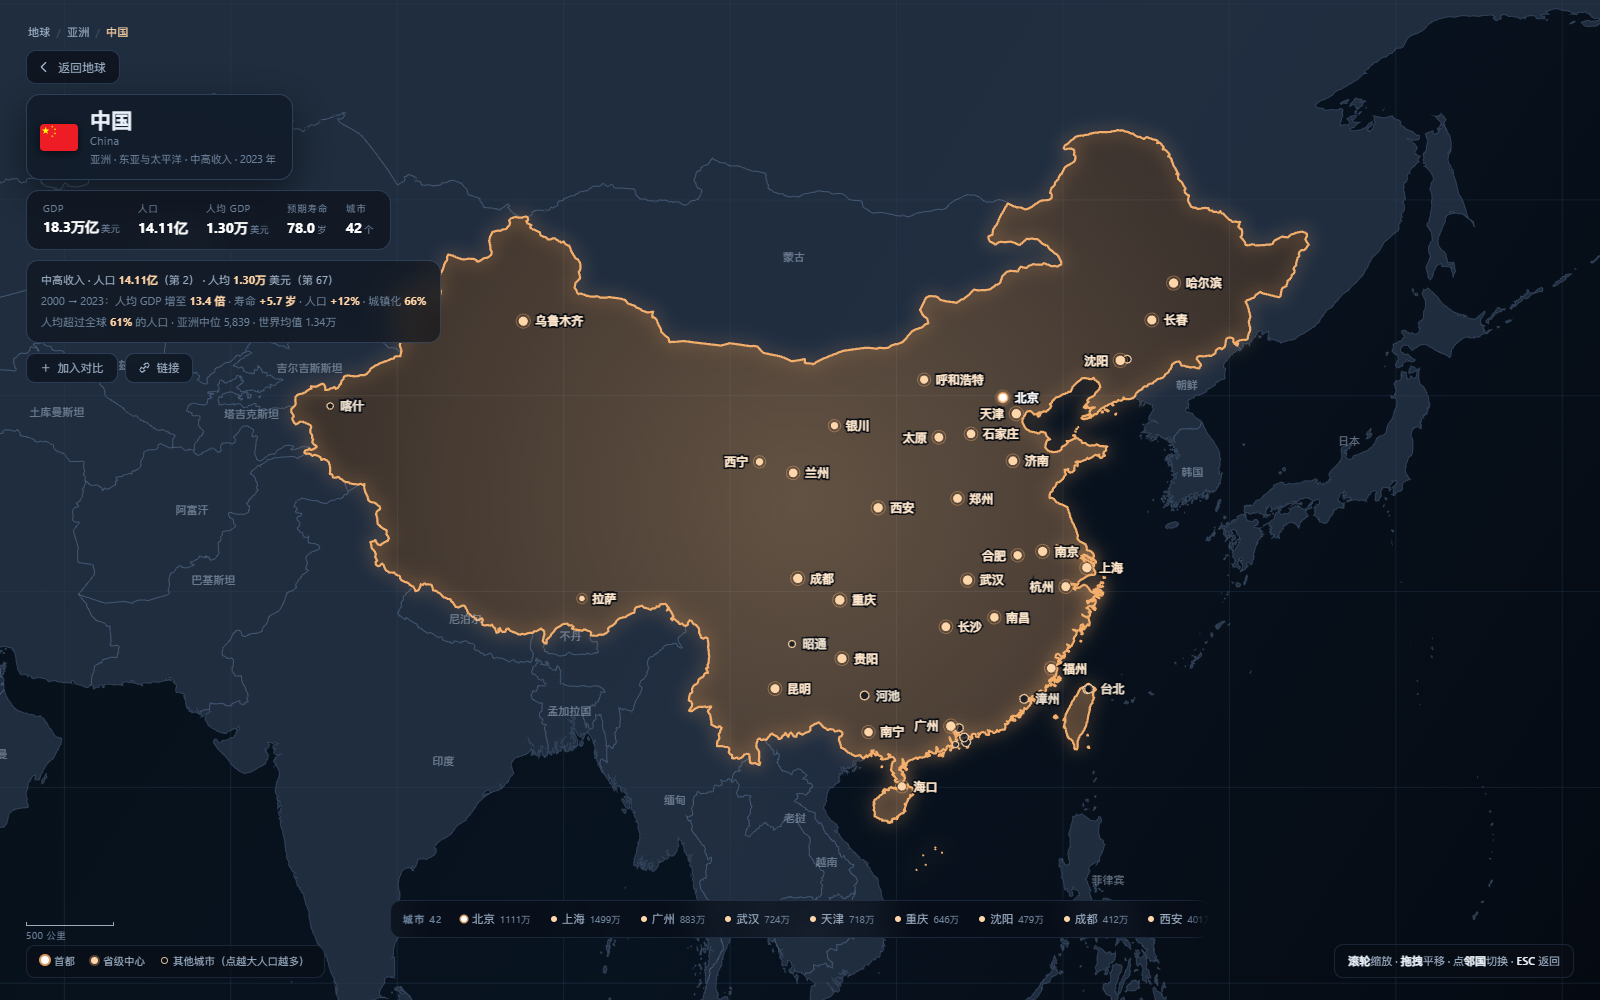 地球 / 亚洲 / 中国
返回地球
中国
China
亚洲 · 东亚与太平洋 · 中高收入 · 2023 年
GDP 人口 人均 GDP 预期寿命 城市
18.3万亿 美元 14.11亿 1.30万 美元 78.0 岁 42 个
中高收入 · 人口 14.11亿（第 2） · 人均 1.30万 美元（第 67）
2000 → 2023：人均 GDP 增至 13.4 倍 · 寿命 +5.7 岁 · 人口 +12% · 城镇化 66%
人均超过全球 61% 的人口 · 亚洲中位 5,839 · 世界均值 1.34万
+ 加入对比
链接
蒙古
哈尔滨
乌鲁木齐
长春
沈阳
吉尔吉斯斯坦
呼和浩特
朝鲜
北京
喀什
土库曼斯坦
塔吉克斯坦
天津
银川
太原
石家庄
日本
西宁
兰州
济南
韩国
郑州
西安
阿富汗
合肥
南京
上海
巴基斯坦
成都
武汉
杭州
拉萨
重庆
尼泊尔
不丹
长沙
南昌
昭通
贵阳
福州
昆明
河池
漳州
台北
孟加拉国
南宁
广州
印度
海口
缅甸
老挝
越南
菲律宾
城市 42 北京 1111万 上海 1499万 广州 883万 武汉 724万 天津 718万 重庆 646万 沈阳 479万 成都 412万 西安
500 公里
首都 省级中心 其他城市（点越大人口越多）
滚轮缩放 · 拖拽平移 · 点邻国切换 · ESC 返回